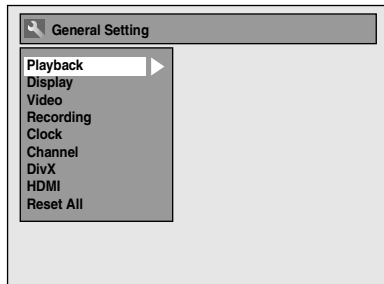 General Setting
Playback
Display
Video
Recording
Clock
Channel
DivX
HDMI
Reset All